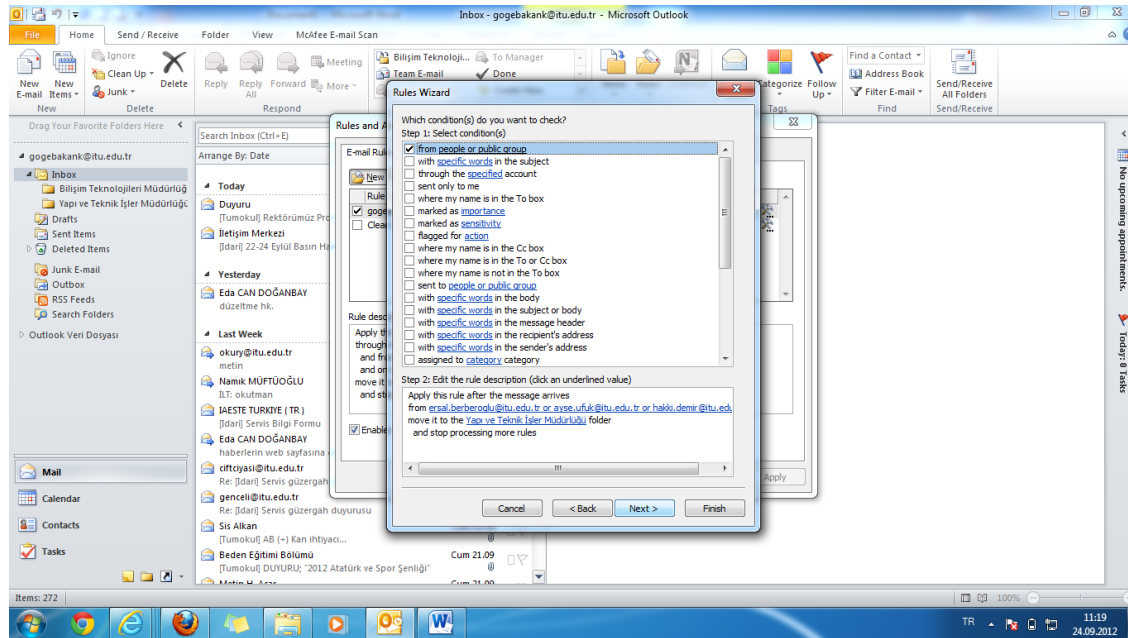 Inbox - gogebakank@itu.edu.tr - Microsoft Outlook
File Home Send / Receive Folder View McAfee E-mail Scan
New E-mail
New Items
Ignore
Clean Up
Junk
Delete
Reply
Reply All
Forward
Meeting
More
Bilişim Teknoloji...
To Manager
Team E-mail
Done
Categorize
Follow Up
Find a Contact
Address Book
Filter E-mail
Send/Receive All Folders
New Delete Respond Tags Find Send/Receive
Drag Your Favorite Folders Here
gogebakank@itu.edu.tr
Inbox
Bilişim Teknolojileri Müdürlüğ
Yapı ve Teknik İşler Müdürlüğü
Drafts
Sent Items
Deleted Items
Junk E-mail
Outbox
RSS Feeds
Search Folders
Outlook Veri Dosyası
Mail
Calendar
Contacts
Tasks
Search Inbox (Ctrl+E)
Arrange By: Date
Today
Duyuru
[Tumokul] Rektörümüz Pro
İletişim Merkezi
[Idari] 22-24 Eylül Basın Ha
Yesterday
Eda CAN DOĞANBAY
düzeltme hk.
Last Week
okury@itu.edu.tr
metin
Namık MÜFTÜOĞLU
ILT: okutman
IAESTE TURKIYE ( TR )
[Idari] Servis Bilgi Formu
Eda CAN DOĞANBAY
haberlerin web sayfasına
ciftciyasi@itu.edu.tr
Re: [Idari] Servis güzergah
genceli@itu.edu.tr
Re: [Idari] Servis güzergah duyurusu
Sis Alkan
[Tumokul] AB (+) Kan ihtiyacı...
Beden Eğitimi Bölümü Cum 21.09
[Tumokul] DUYURU; "2012 Atatürk ve Spor Şenliği"
Metin H. Acar Cum 21.09
Rules and A
E-mail Rul
New
Rule
goge
Clea
Rule desc
Apply th
through
and fro
and on
move it
and sto
Enable
Apply
Rules Wizard
Which condition(s) do you want to check?
Step 1: Select condition(s)
from people or public group
with specific words in the subject
through the specified account
sent only to me
where my name is in the To box
marked as importance
marked as sensitivity
flagged for action
where my name is in the Cc box
where my name is in the To or Cc box
where my name is not in the To box
sent to people or public group
with specific words in the body
with specific words in the subject or body
with specific words in the message header
with specific words in the recipient's address
with specific words in the sender's address
assigned to category category
Step 2: Edit the rule description (click an underlined value)
Apply this rule after the message arrives
from ersal.berberoglu@itu.edu.tr or ayse.ufuk@itu.edu.tr or hakki.demir@itu.edu
move it to the Yapı ve Teknik İşler Müdürlüğü folder
and stop processing more rules
Cancel < Back Next > Finish
No upcoming appointments.
Today: 0 Tasks
Items: 272
100%
TR
11:19
24.09.2012